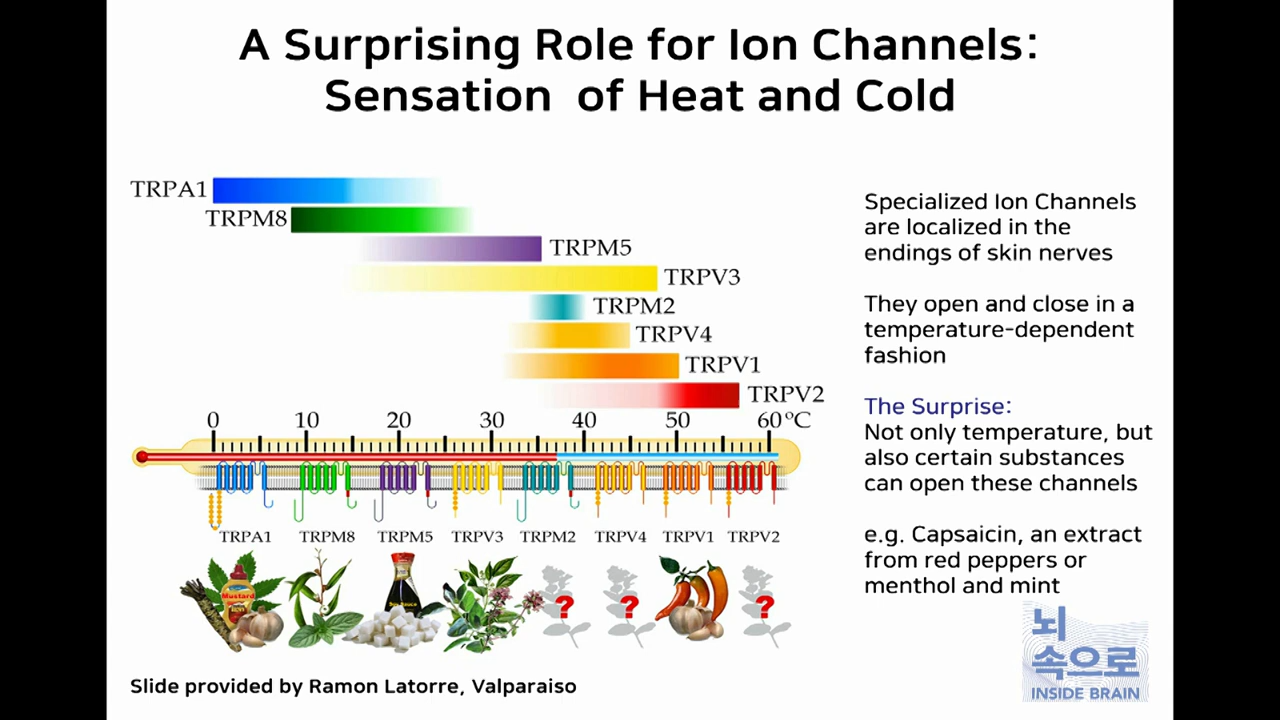 A Surprising Role for Ion Channels:
Sensation of Heat and Cold
TRPA1
TRPM8
TRPM5
TRPV3
TRPM2
TRPV4
TRPV1
TRPV2
0 10 20 30 40 50 60 ºC
TRPA1 TRPM8 TRPM5 TRPV3 TRPM2 TRPV4 TRPV1 TRPV2
Mustard
? ? ?
Specialized Ion Channels
are localized in the
endings of skin nerves
They open and close in a
temperature-dependent
fashion
The Surprise:
Not only temperature, but
also certain substances
can open these channels
e.g. Capsaicin, an extract
from red peppers or
menthol and mint
Slide provided by Ramon Latorre, Valparaiso
뇌
속으로
INSIDE BRAIN